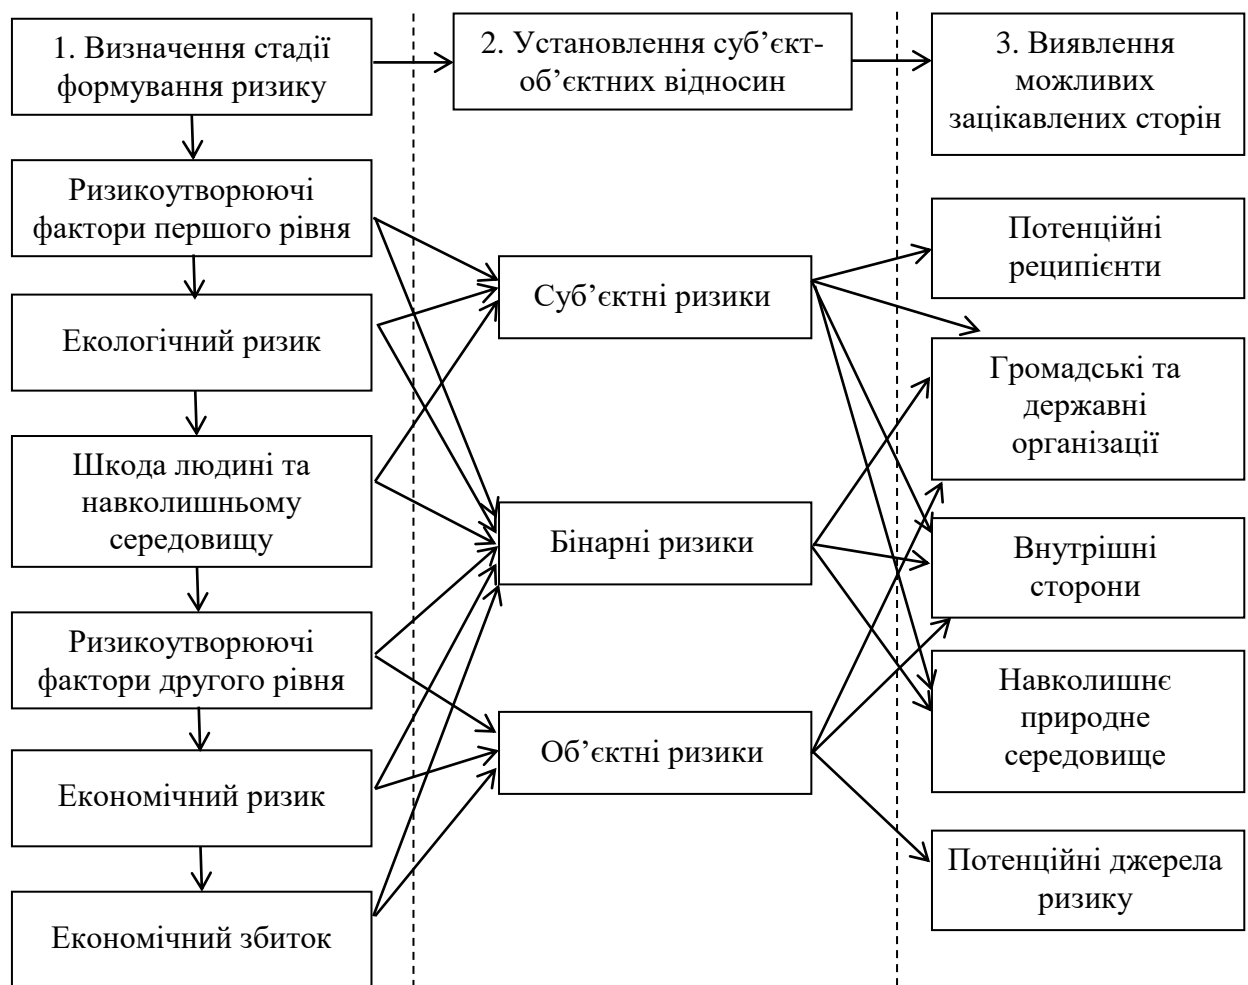 1. Визначення стадії
формування ризику
2. Установлення суб’єкт-
об’єктних відносин
3. Виявлення
можливих
зацікавлених сторін
Ризикоутворюючі
фактори першого рівня
Екологічний ризик
Шкода людині та
навколишньому
середовищу
Ризикоутворюючі
фактори другого рівня
Економічний ризик
Економічний збиток
Суб’єктні ризики
Бінарні ризики
Об’єктні ризики
Потенційні
реципієнти
Громадські та
державні
організації
Внутрішні
сторони
Навколишнє
природне
середовище
Потенційні джерела
ризику